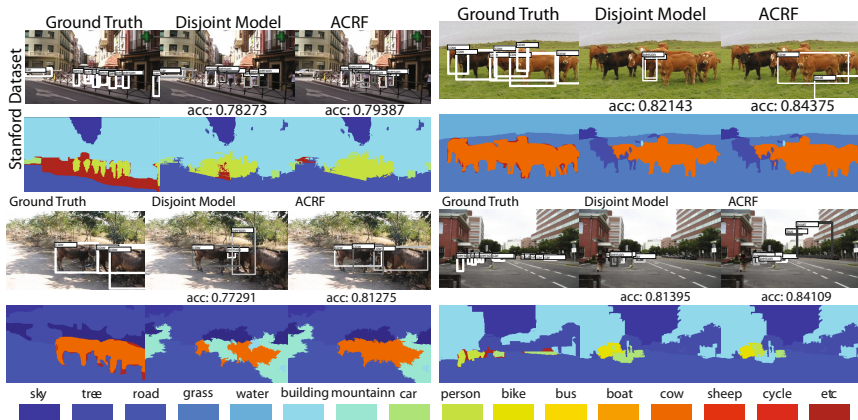 Stanford Dataset
Ground Truth Disjoint Model ACRF
acc: 0.78273 acc: 0.79387
Ground Truth Disjoint Model ACRF
acc: 0.82143 acc: 0.84375
Ground Truth Disjoint Model ACRF
acc: 0.77291 acc: 0.81275
Ground Truth Disjoint Model ACRF
acc: 0.81395 acc: 0.84109
sky tree road grass water building mountainn car person bike bus boat cow sheep cycle etc